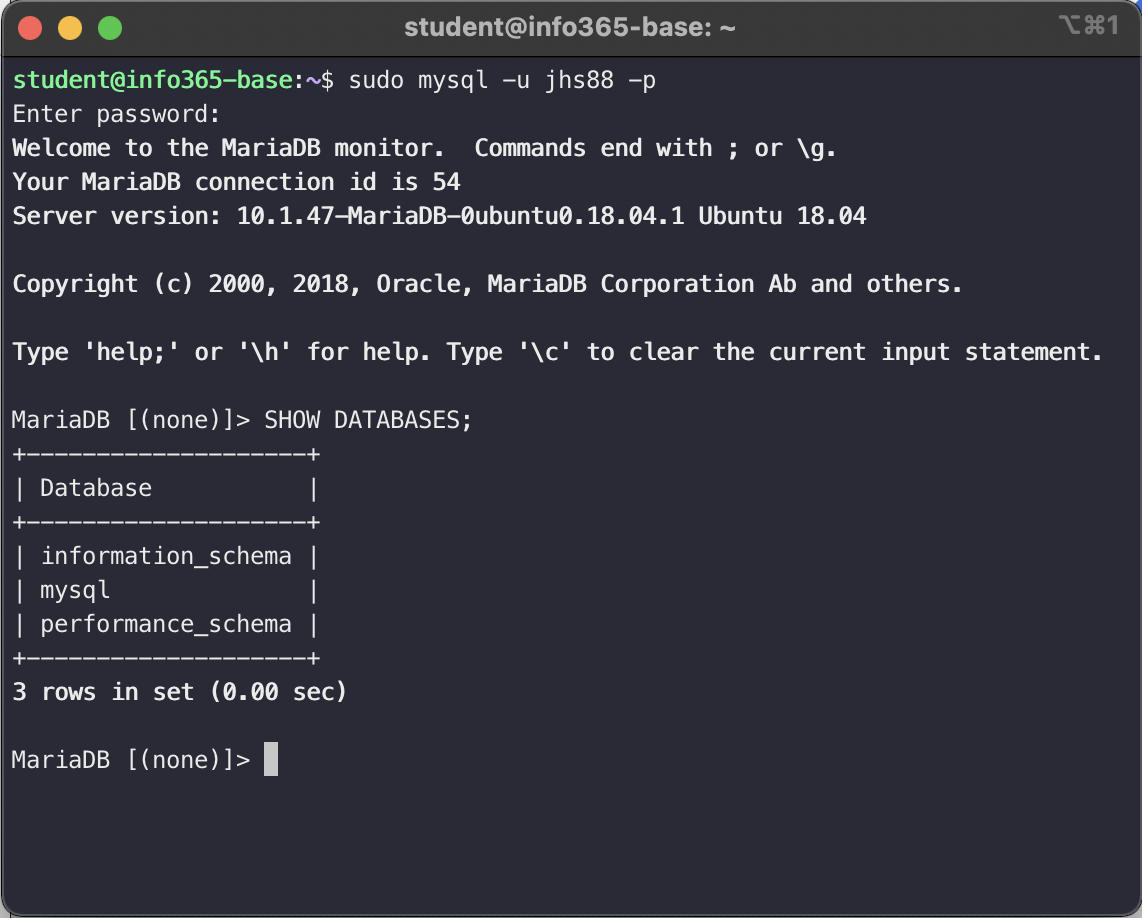 student@info365-base: ~
⌥⌘1
student@info365-base:~$ sudo mysql -u jhs88 -p
Enter password:
Welcome to the MariaDB monitor.  Commands end with ; or \g.
Your MariaDB connection id is 54
Server version: 10.1.47-MariaDB-0ubuntu0.18.04.1 Ubuntu 18.04
Copyright (c) 2000, 2018, Oracle, MariaDB Corporation Ab and others.
Type 'help;' or '\h' for help. Type '\c' to clear the current input statement.
MariaDB [(none)]> SHOW DATABASES;
+--------------------+
| Database           |
+--------------------+
| information_schema |
| mysql              |
| performance_schema |
+--------------------+
3 rows in set (0.00 sec)
MariaDB [(none)]>